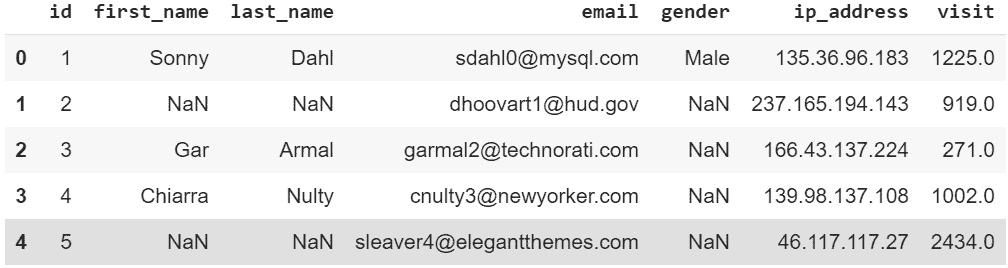 id first_name last_name email gender ip_address visit
0 1 Sonny Dahl sdahl0@mysql.com Male 135.36.96.183 1225.0
1 2 NaN NaN dhoovart1@hud.gov NaN 237.165.194.143 919.0
2 3 Gar Armal garmal2@technorati.com NaN 166.43.137.224 271.0
3 4 Chiarra Nulty cnulty3@newyorker.com NaN 139.98.137.108 1002.0
4 5 NaN NaN sleaver4@elegantthemes.com NaN 46.117.117.27 2434.0